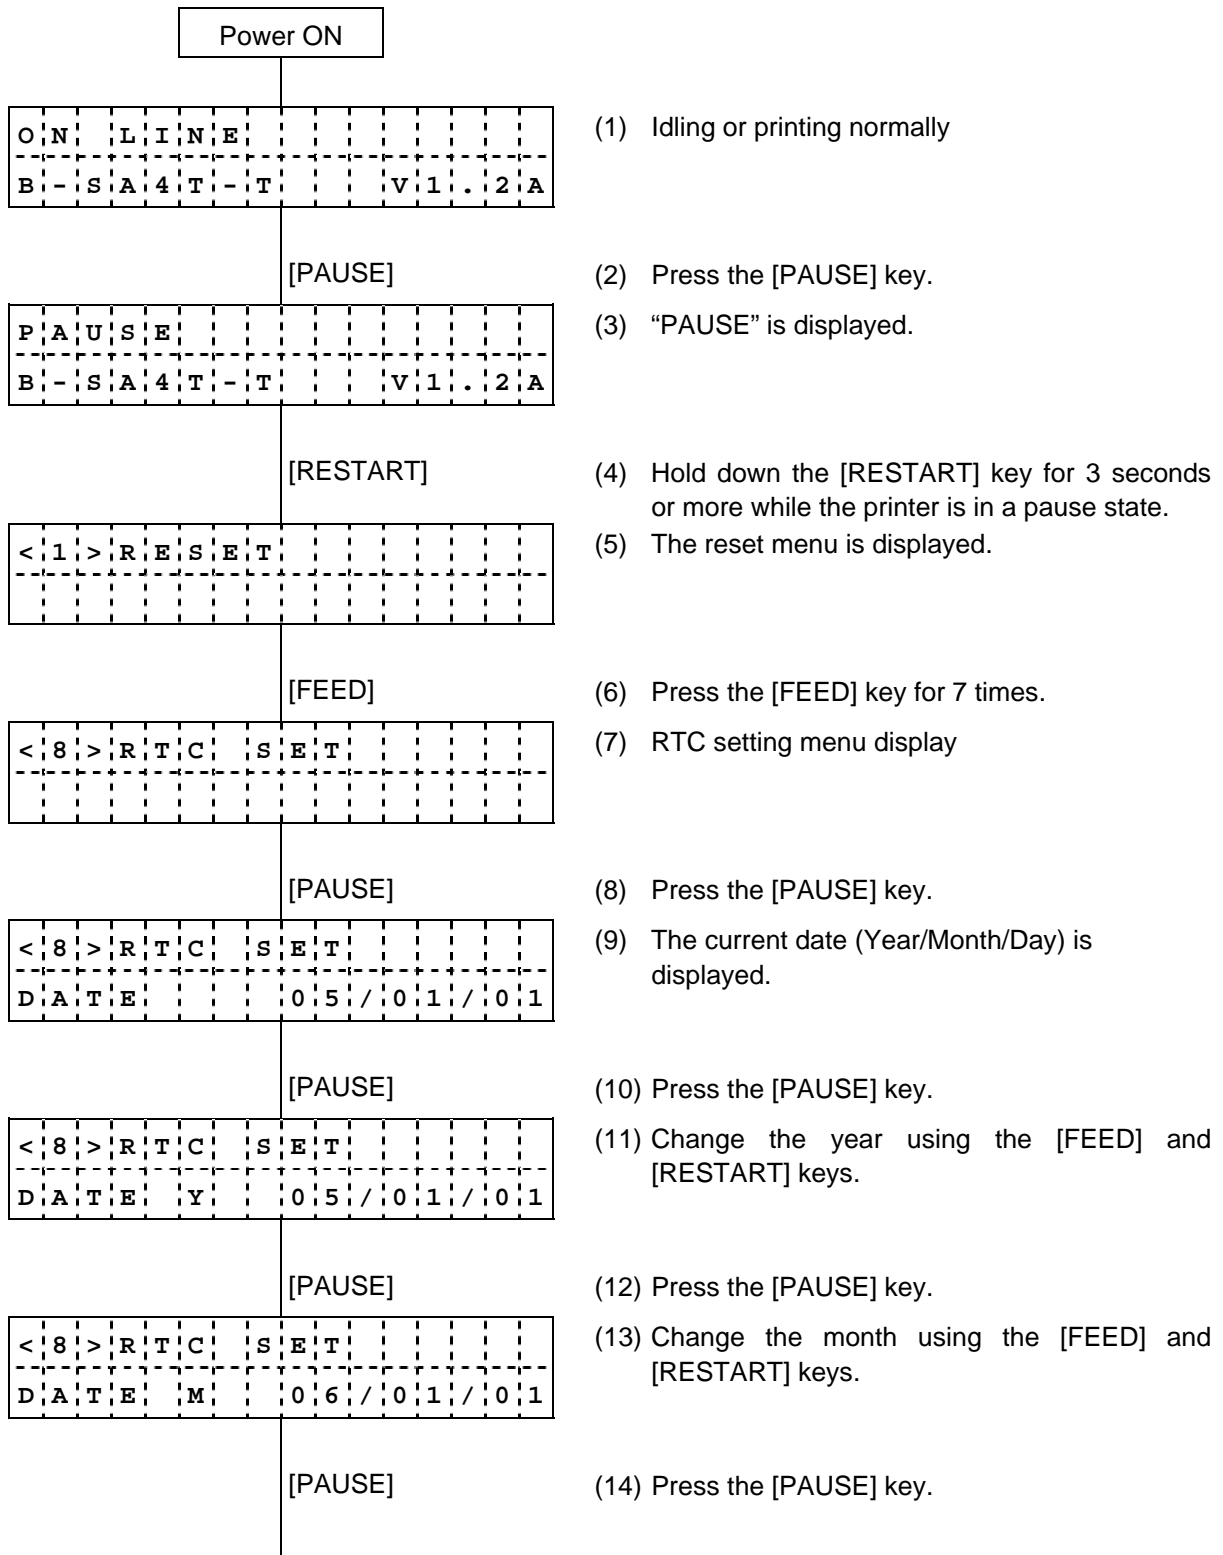 Power ON
ON LINE
B-SA4T-T   V1.2A
(1) Idling or printing normally
[PAUSE]
(2) Press the [PAUSE] key.
PAUSE
B-SA4T-T   V1.2A
(3) “PAUSE” is displayed.
[RESTART]
(4) Hold down the [RESTART] key for 3 seconds
or more while the printer is in a pause state.
<1>RESET
(5) The reset menu is displayed.
[FEED]
(6) Press the [FEED] key for 7 times.
<8>RTC SET
(7) RTC setting menu display
[PAUSE]
(8) Press the [PAUSE] key.
<8>RTC SET
DATE    05/01/01
(9) The current date (Year/Month/Day) is
displayed.
[PAUSE]
(10) Press the [PAUSE] key.
<8>RTC SET
DATE Y  05/01/01
(11) Change the year using the [FEED] and
[RESTART] keys.
[PAUSE]
(12) Press the [PAUSE] key.
<8>RTC SET
DATE M  06/01/01
(13) Change the month using the [FEED] and
[RESTART] keys.
[PAUSE]
(14) Press the [PAUSE] key.